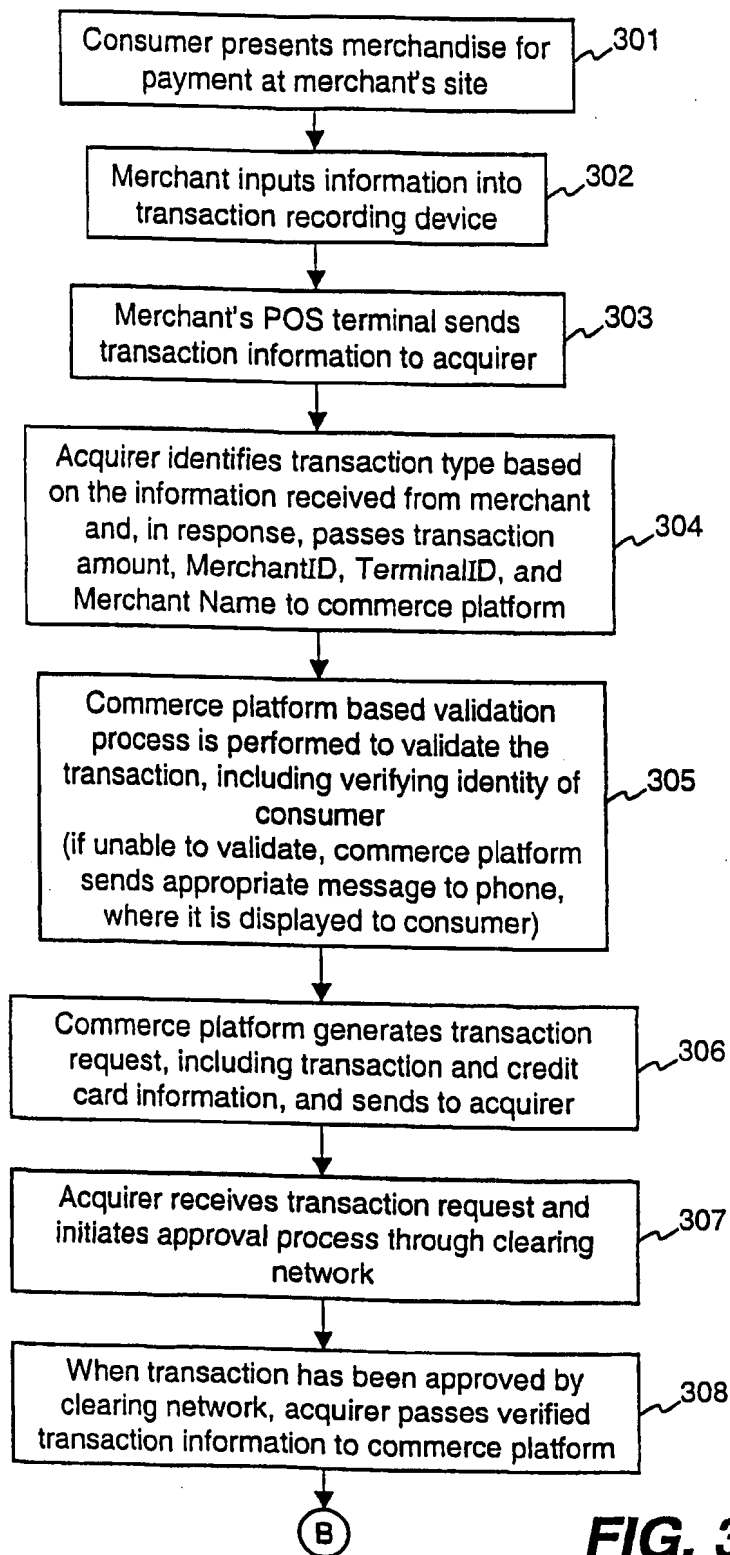 Consumer presents merchandise for
payment at merchant's site
301
Merchant inputs information into
transaction recording device
302
Merchant's POS terminal sends
transaction information to acquirer
303
Acquirer identifies transaction type based
on the information received from merchant
and, in response, passes transaction
amount, MerchantID, TerminalID, and
Merchant Name to commerce platform
304
Commerce platform based validation
process is performed to validate the
transaction, including verifying identity of
consumer
(if unable to validate, commerce platform
sends appropriate message to phone,
where it is displayed to consumer)
305
Commerce platform generates transaction
request, including transaction and credit
card information, and sends to acquirer
306
Acquirer receives transaction request and
initiates approval process through clearing
network
307
When transaction has been approved by
clearing network, acquirer passes verified
transaction information to commerce platform
308
B
FIG. 3